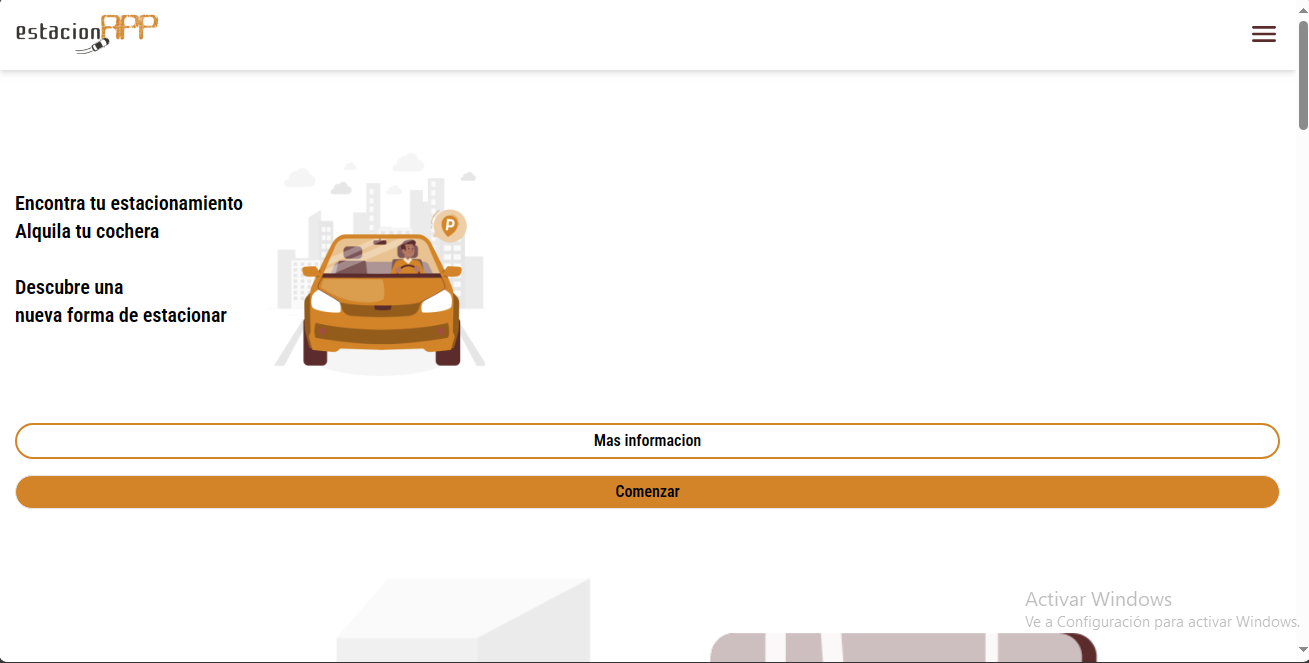 estacionAPP
Encontra tu estacionamiento
Alquila tu cochera
P
Descubre una
nueva forma de estacionar
Mas informacion
Comenzar
Activar Windows
Ve a Configuración para activar Windows.